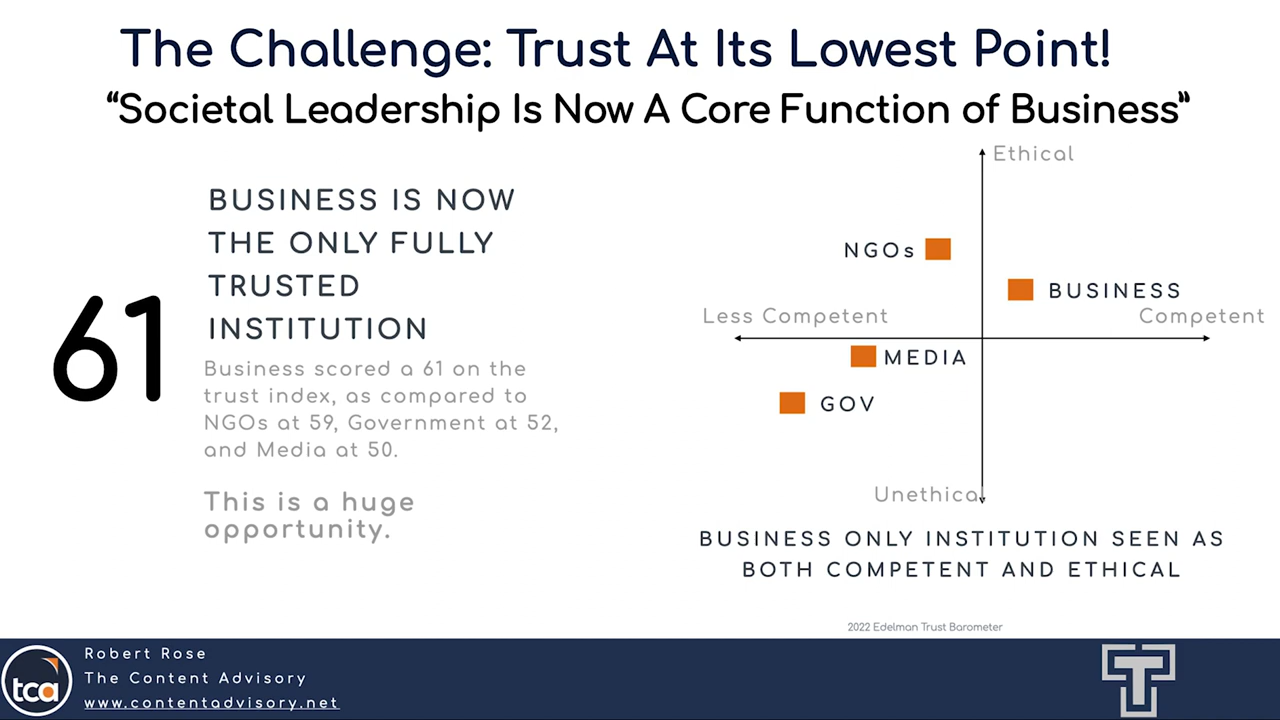 The Challenge: Trust At Its Lowest Point!
“Societal Leadership Is Now A Core Function of Business”
61
BUSINESS IS NOW
THE ONLY FULLY
TRUSTED
INSTITUTION
Business scored a 61 on the
trust index, as compared to
NGOs at 59, Government at 52,
and Media at 50.
This is a huge
opportunity.
Ethical
NGOs
BUSINESS
Less Competent
Competent
MEDIA
GOV
Unethical
BUSINESS ONLY INSTITUTION SEEN AS
BOTH COMPETENT AND ETHICAL
2022 Edelman Trust Barometer
tca
Robert Rose
The Content Advisory
www.contentadvisory.net
T